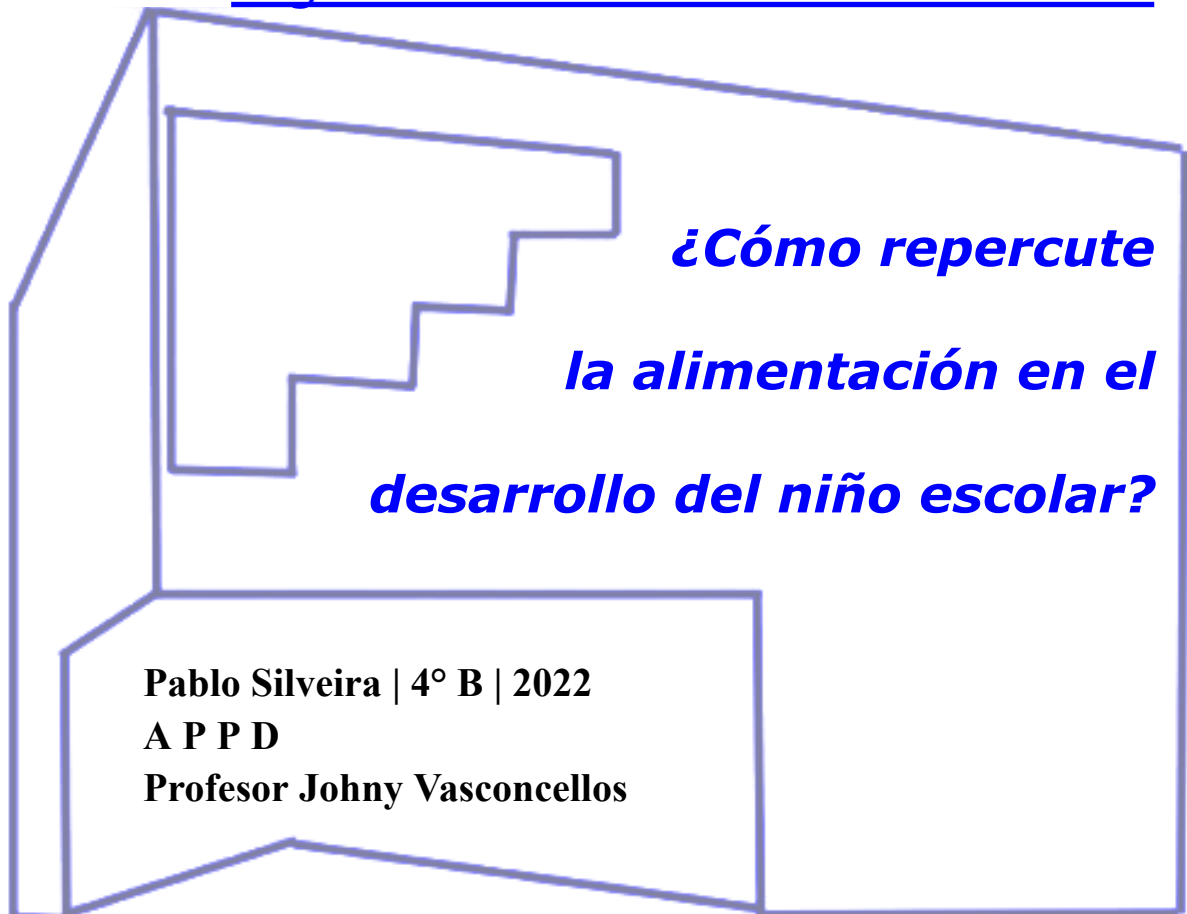 ¿Cómo repercute
la alimentación en el
desarrollo del niño escolar?
Pablo Silveira | 4° B | 2022
A P P D
Profesor Johny Vasconcellos